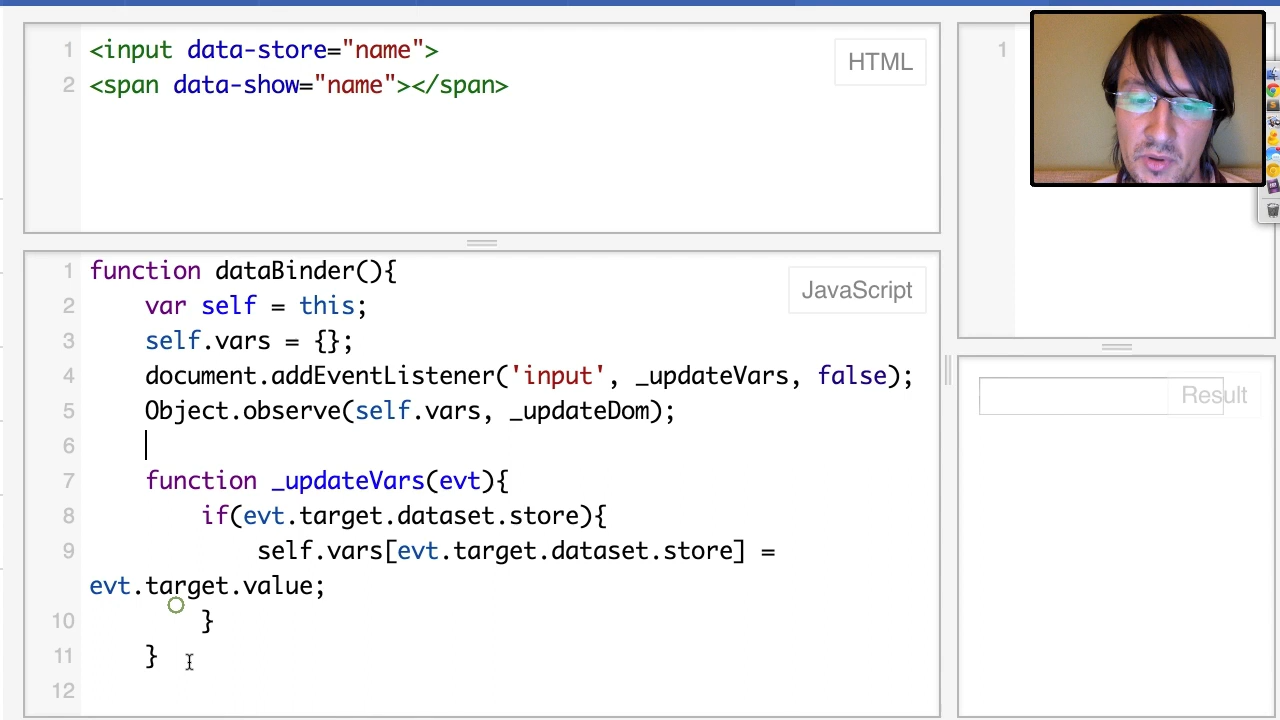 1 <input data-store="name">
2 <span data-show="name"></span>
HTML
1
1 function dataBinder(){
2 var self = this;
3 self.vars = {};
4 document.addEventListener('input', _updateVars, false);
5 Object.observe(self.vars, _updateDom);
6
7 function _updateVars(evt){
8 if(evt.target.dataset.store){
9 self.vars[evt.target.dataset.store] =
evt.target.value;
10 }
11 }
12
JavaScript
Result